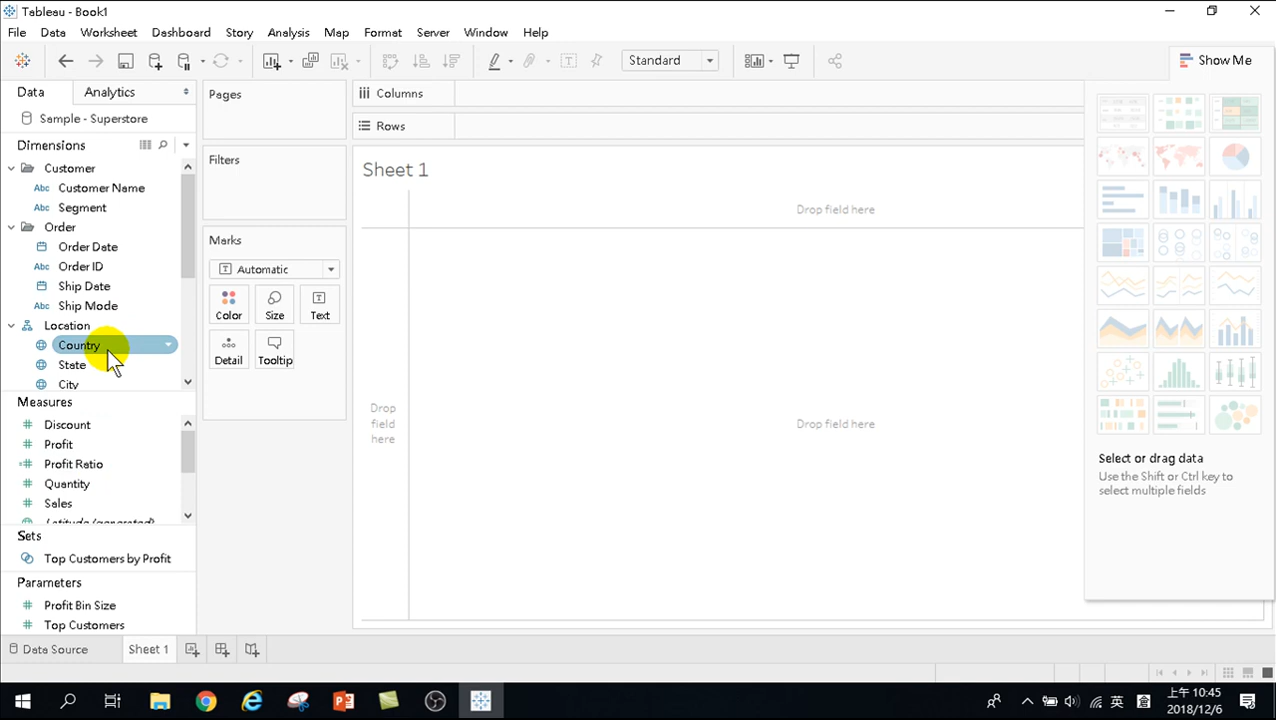 Tableau - Book1
File Data Worksheet Dashboard Story Analysis Map Format Server Window Help
Standard
Show Me
Data Analytics
Sample - Superstore
Dimensions
Customer
Abc Customer Name
Abc Segment
Order
Order Date
Abc Order ID
Ship Date
Abc Ship Mode
Location
Country
State
City
Measures
Discount
Profit
Profit Ratio
Quantity
Sales
Latitude (generated)
Sets
Top Customers by Profit
Parameters
Profit Bin Size
Top Customers
Pages
Filters
Marks
Automatic
Color Size Text
Detail Tooltip
Columns
Rows
Sheet 1
Drop field here
Drop
field
here
Drop field here
Select or drag data
Use the Shift or Ctrl key to
select multiple fields
Data Source Sheet 1
英
上午 10:45
2018/12/6